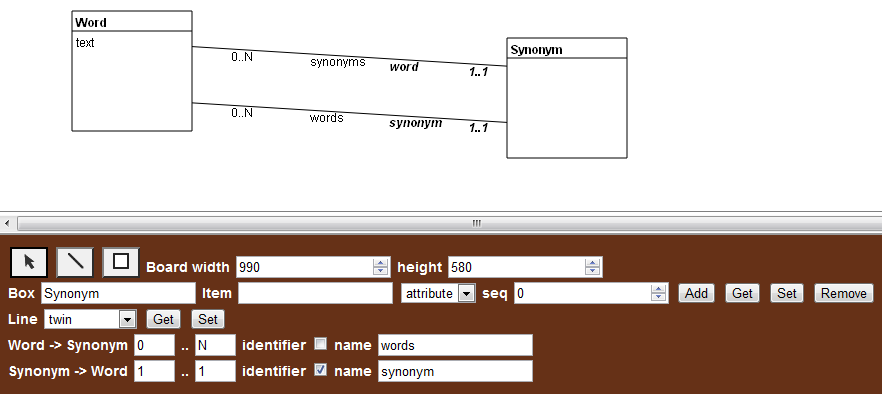 Word
text
0..N synonyms word 1..1
Synonym
0..N words synonym 1..1
Board width 990 height 580
Box Synonym Item attribute seq 0 Add Get Set Remove
Line twin Get Set
Word -> Synonym 0 .. N identifier name words
Synonym -> Word 1 .. 1 identifier name synonym